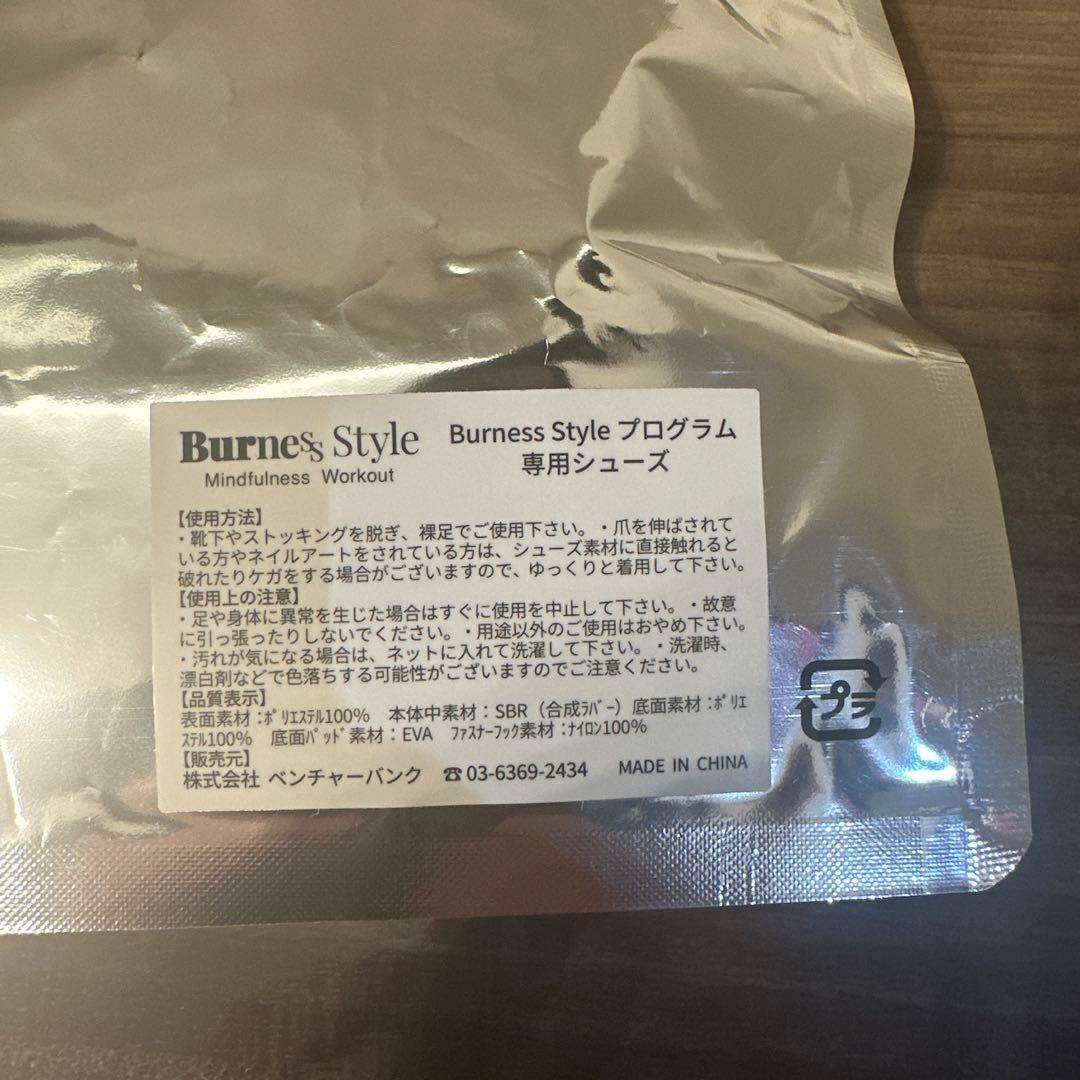 Burness Style
Mindfulness Workout
Burness Style プログラム
専用シューズ
【使用方法】
・靴下やストッキングを脱ぎ、裸足でご使用下さい。・爪を伸ばされて
いる方やネイルアートをされている方は、シューズ素材に直接触れると
破れたりケガをする場合がございますので、ゆっくりと着用して下さい。
【使用上の注意】
・足や身体に異常を生じた場合はすぐに使用を中止して下さい。・故意
に引っ張ったりしないでください。・用途以外のご使用はおやめ下さい。
・汚れが気になる場合は、ネットに入れて洗濯して下さい。・洗濯時、
漂白剤などで色落ちする可能性がございますのでご注意ください。
【品質表示】
表面素材:ﾎﾟﾘｴｽﾃﾙ100% 本体中素材:SBR（合成ﾗﾊﾞｰ）底面素材:ﾎﾟﾘｴ
ｽﾃﾙ100% 底面ﾊﾟｯﾄﾞ素材:EVA ﾌｧｽﾅｰﾌｯｸ素材:ﾅｲﾛﾝ100%
【販売元】
株式会社 ベンチャーバンク ☎03-6369-2434 MADE IN CHINA
プラ